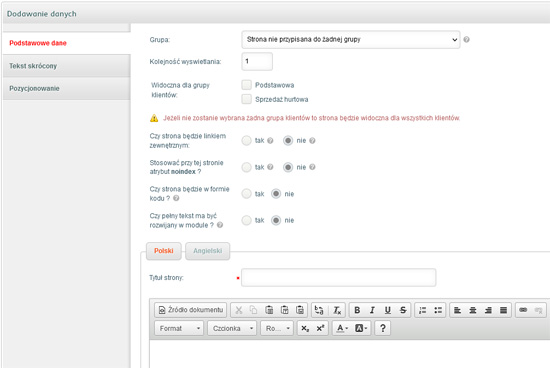 Dodawanie danych
Podstawowe dane
Tekst skrócony
Pozycjonowanie
Grupa: Strona nie przypisana do żadnej grupy
Kolejność wyswietlania: 1
Widoczna dla grupy
klientów:
Podstawowa
Sprzedaż hurtowa
Jeżeli nie zostanie wybrana żadna grupa klientów to strona będzie widoczna dla wszystkich klientów.
Czy strona będzie linkiem
zewnętrznym:
tak nie
Stosować przy tej stronie
atrybut noindex ?
tak nie
Czy strona będzie w formie
kodu ?
tak nie
Czy pełny tekst ma być
rozwijany w module ?
tak nie
Polski Angielski
Tytuł strony: *
Źródło dokumentu B I U S
Format Czcionka Ro... X₂ X² A A ?